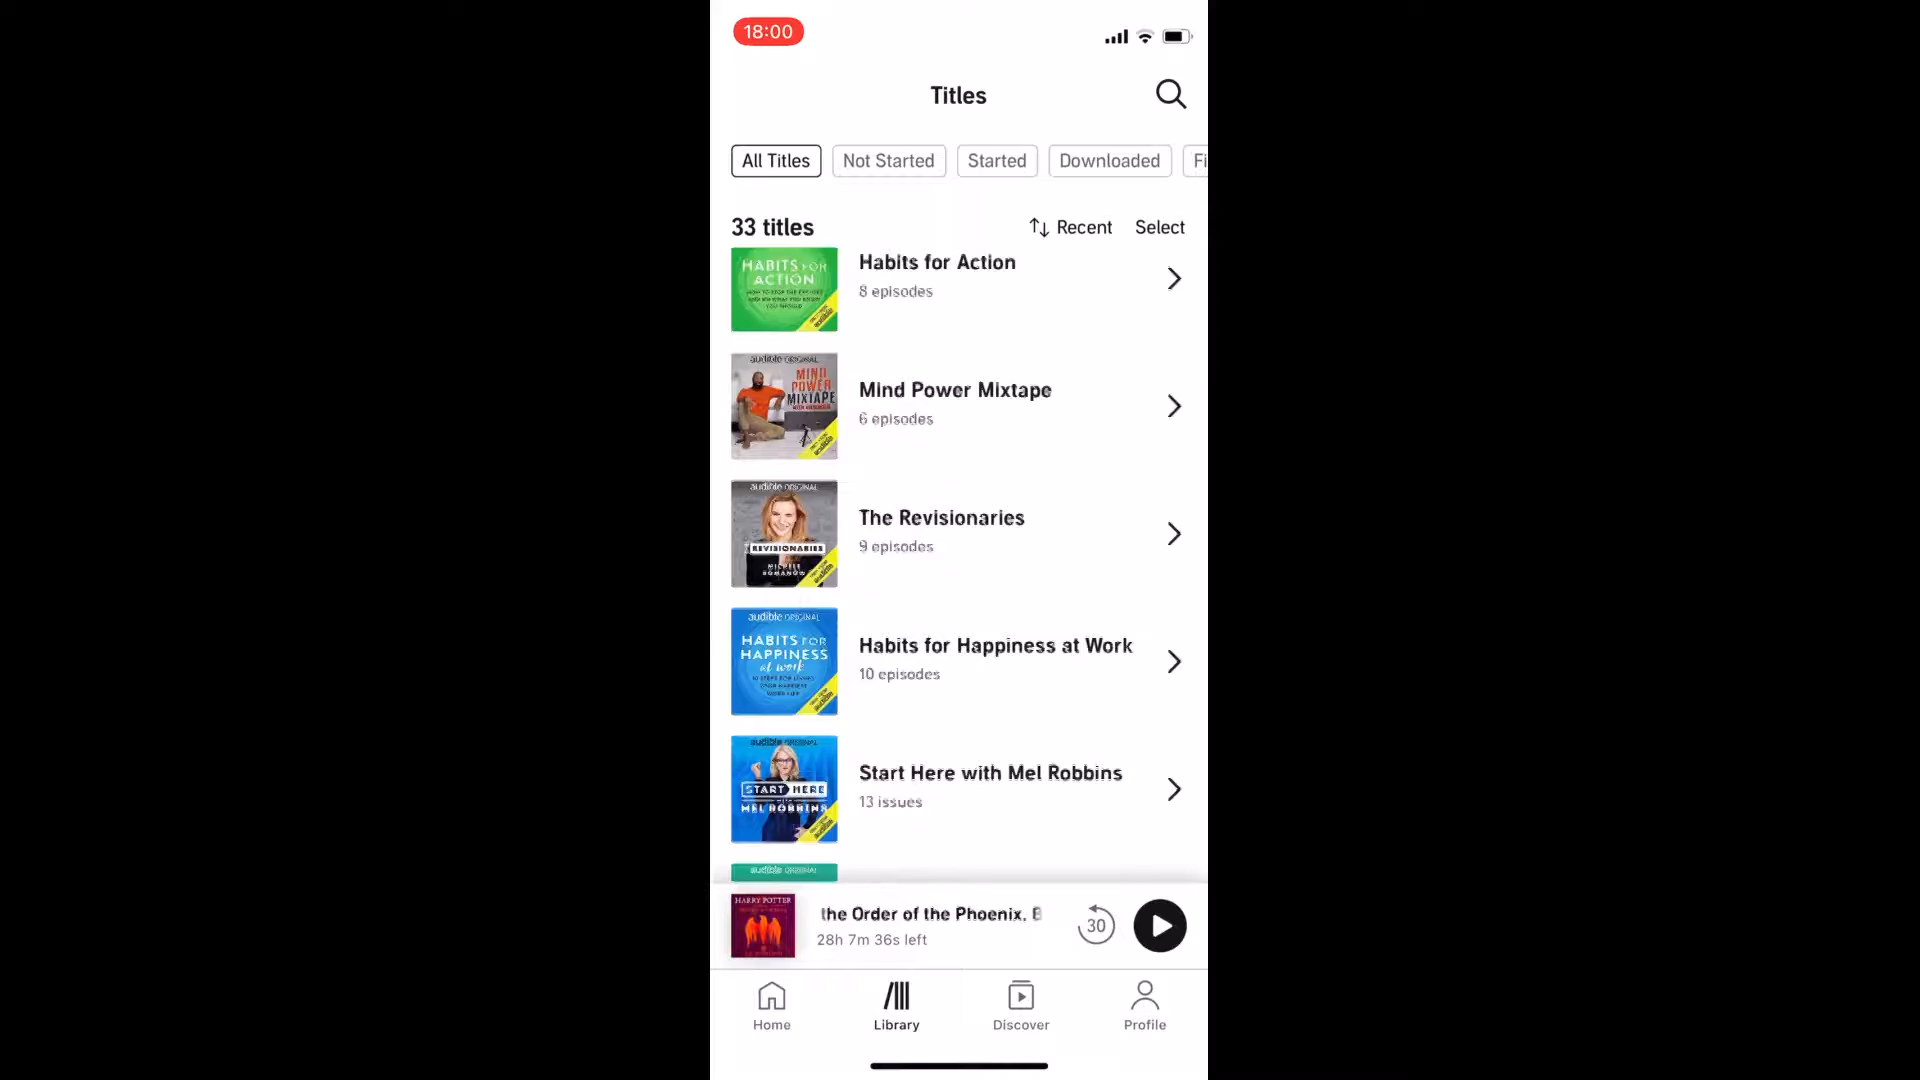 18:00
Titles
All Titles
Not Started
Started
Downloaded
Fi
33 titles
Recent
Select
HABITS FOR
ACTION
Habits for Action
8 episodes
audible ORIGINAL
MIND
POWER
MIXTAPE
Mind Power Mixtape
6 episodes
audible ORIGINAL
REVISIONARIES
MICHELE
ROMANOW
The Revisionaries
9 episodes
audible ORIGINAL
HABITS FOR
HAPPINESS
at work
Habits for Happiness at Work
10 episodes
audible ORIGINAL
START HERE
MEL ROBBINS
Start Here with Mel Robbins
13 issues
audible ORIGINAL
HARRY POTTER
the Order of the Phoenix, B
28h 7m 36s left
30
Home
Library
Discover
Profile